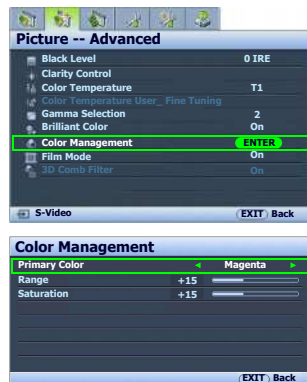 Picture -- Advanced
Black Level 0 IRE
Clarity Control
Color Temperature T1
Color Temperature User_ Fine Tuning
Gamma Selection 2
Brilliant Color On
Color Management ENTER
Film Mode On
3D Comb Filter On
S-Video EXIT Back
Color Management
Primary Color Magenta
Range +15
Saturation +15
EXIT Back